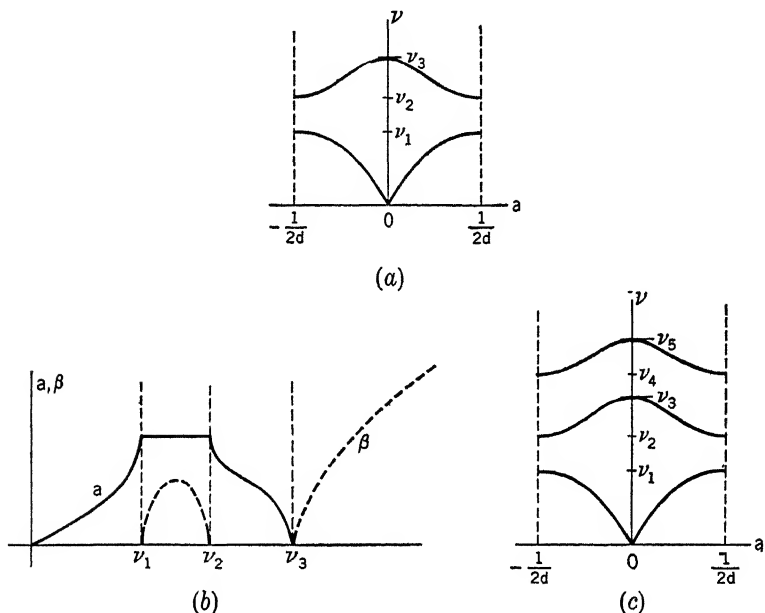 ν
ν₃
ν₂
ν₁
a
-1/2d
0
1/2d
(a)
a,β
a
β
ν₁
ν₂
ν₃
(b)
ν
ν₅
ν₄
ν₃
ν₂
ν₁
a
-1/2d
0
1/2d
(c)